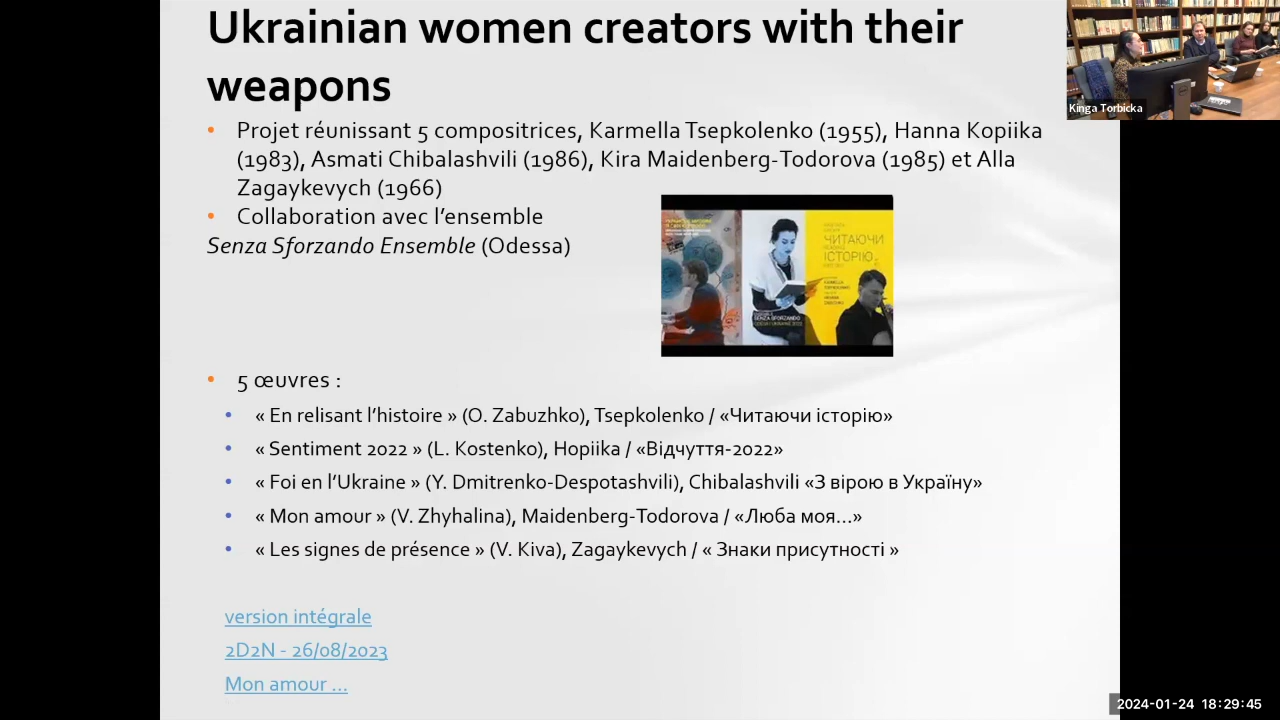 Ukrainian women creators with their
weapons
• Projet réunissant 5 compositrices, Karmella Tsepkolenko (1955), Hanna Kopiika
(1983), Asmati Chibalashvili (1986), Kira Maidenberg-Todorova (1985) et Alla
Zagaykevych (1966)
• Collaboration avec l'ensemble
Senza Sforzando Ensemble (Odessa)
ЧИТАЮЧИ
ІСТОРІЮ
SENZA SFORZANDO
• 5 œuvres :
• « En relisant l'histoire » (O. Zabuzhko), Tsepkolenko / «Читаючи історію»
• « Sentiment 2022 » (L. Kostenko), Hopiika / «Відчуття-2022»
• « Foi en l'Ukraine » (Y. Dmitrenko-Despotashvili), Chibalashvili «З вірою в Україну»
• « Mon amour » (V. Zhyhalina), Maidenberg-Todorova / «Люба моя...»
• « Les signes de présence » (V. Kiva), Zagaykevych / « Знаки присутності »
version intégrale
2D2N - 26/08/2023
Mon amour ...
Kinga Torbicka
2024-01-24 18:29:45